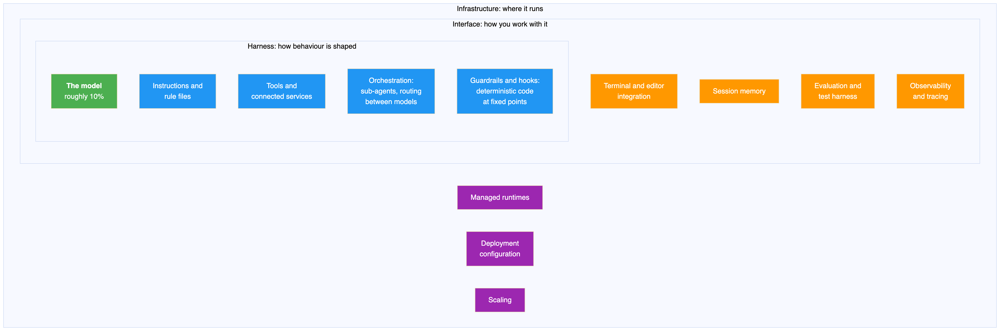 Infrastructure: where it runs
Interface: how you work with it
Harness: how behaviour is shaped
The model
roughly 10%
Instructions and
rule files
Tools and
connected services
Orchestration:
sub-agents, routing
between models
Guardrails and hooks:
deterministic code
at fixed points
Terminal and editor
integration
Session memory
Evaluation and
test harness
Observability
and tracing
Managed runtimes
Deployment
configuration
Scaling